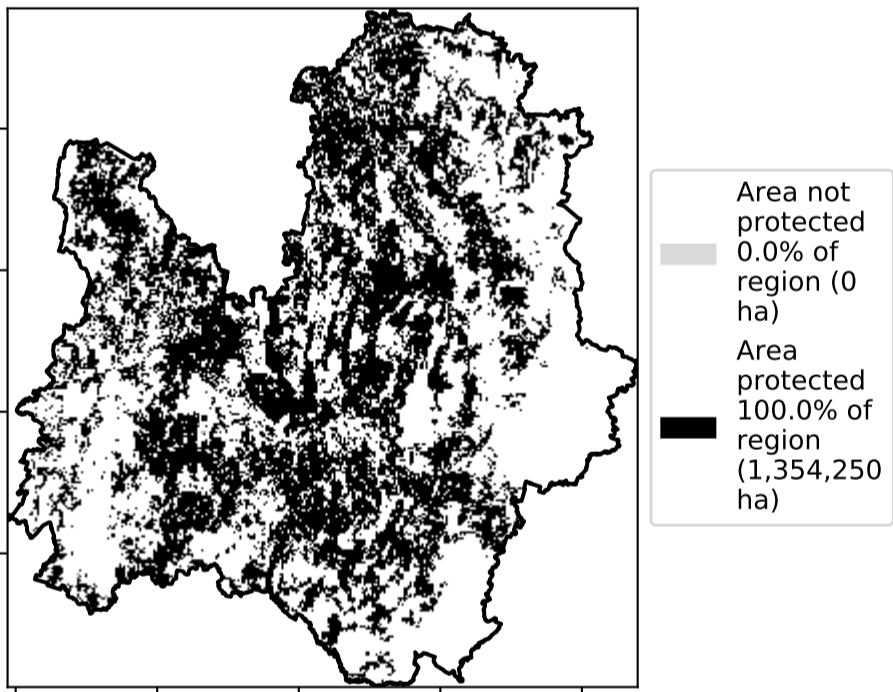 Area not
protected
0.0% of
region (0
ha)
Area
protected
100.0% of
region
(1,354,250
ha)